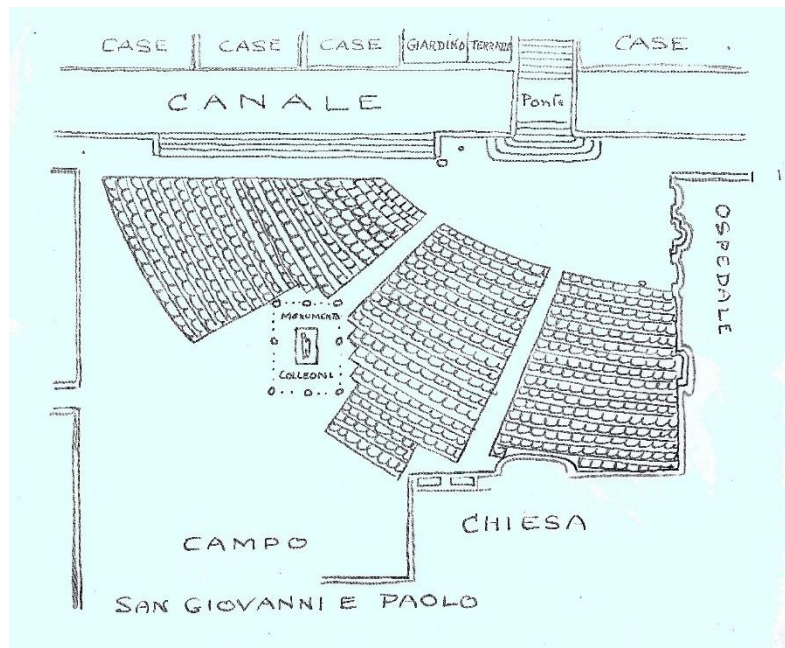 CASE
CASE
CASE
GIARDINO
TERRAZZA
CASE
CANALE
Ponte
OSPEDALE
MONUMENTO
COLLEONI
CHIESA
CAMPO
SAN GIOVANNI E PAOLO